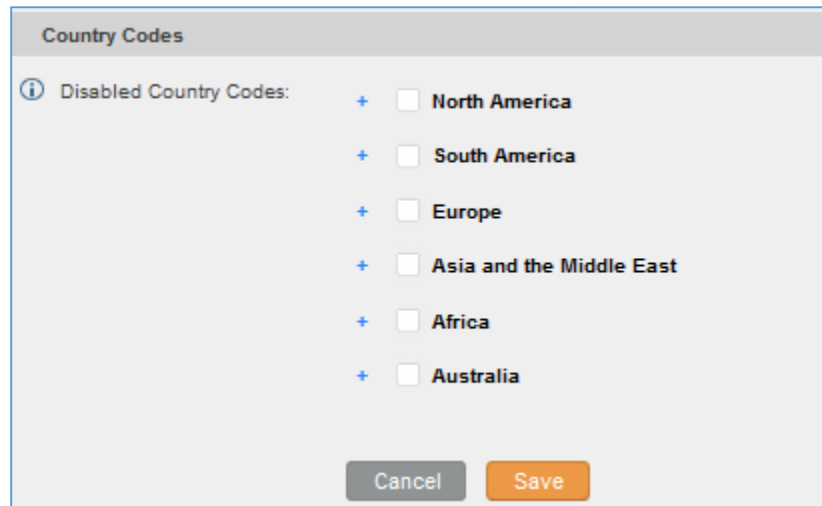 Country Codes
Disabled Country Codes:
+ North America
+ South America
+ Europe
+ Asia and the Middle East
+ Africa
+ Australia
Cancel Save